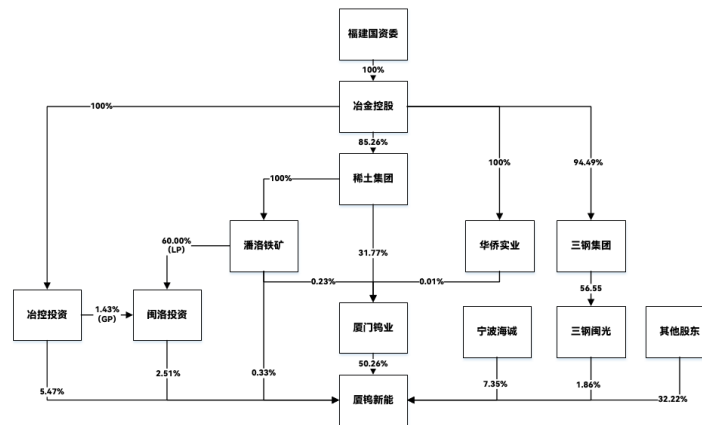 福建国资委
100%
冶金控股
100%
85.26%
100%
94.49%
稀土集团
100%
潘洛铁矿
华侨实业
三钢集团
60.00%
(LP)
31.77%
0.23%
0.01%
56.55
冶控投资
1.43%
(GP)
闽洛投资
厦门钨业
宁波海诚
三钢闽光
其他股东
5.47%
2.51%
0.33%
50.26%
7.35%
1.86%
32.22%
厦钨新能